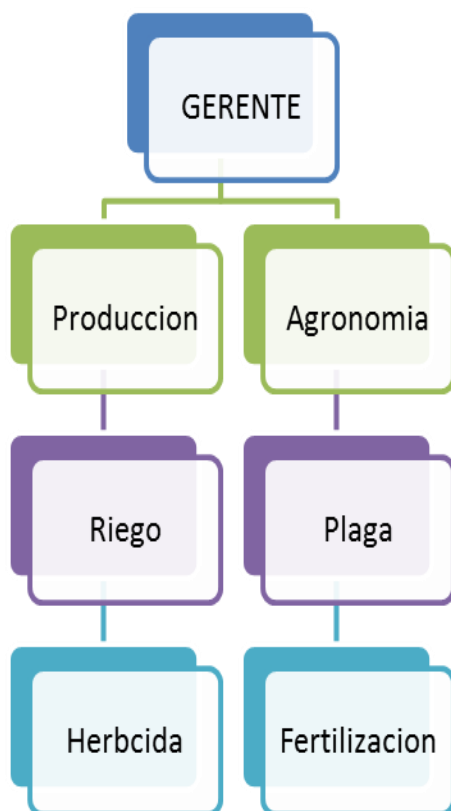 GERENTE
Produccion
Agronomia
Riego
Plaga
Herbcida
Fertilizacion